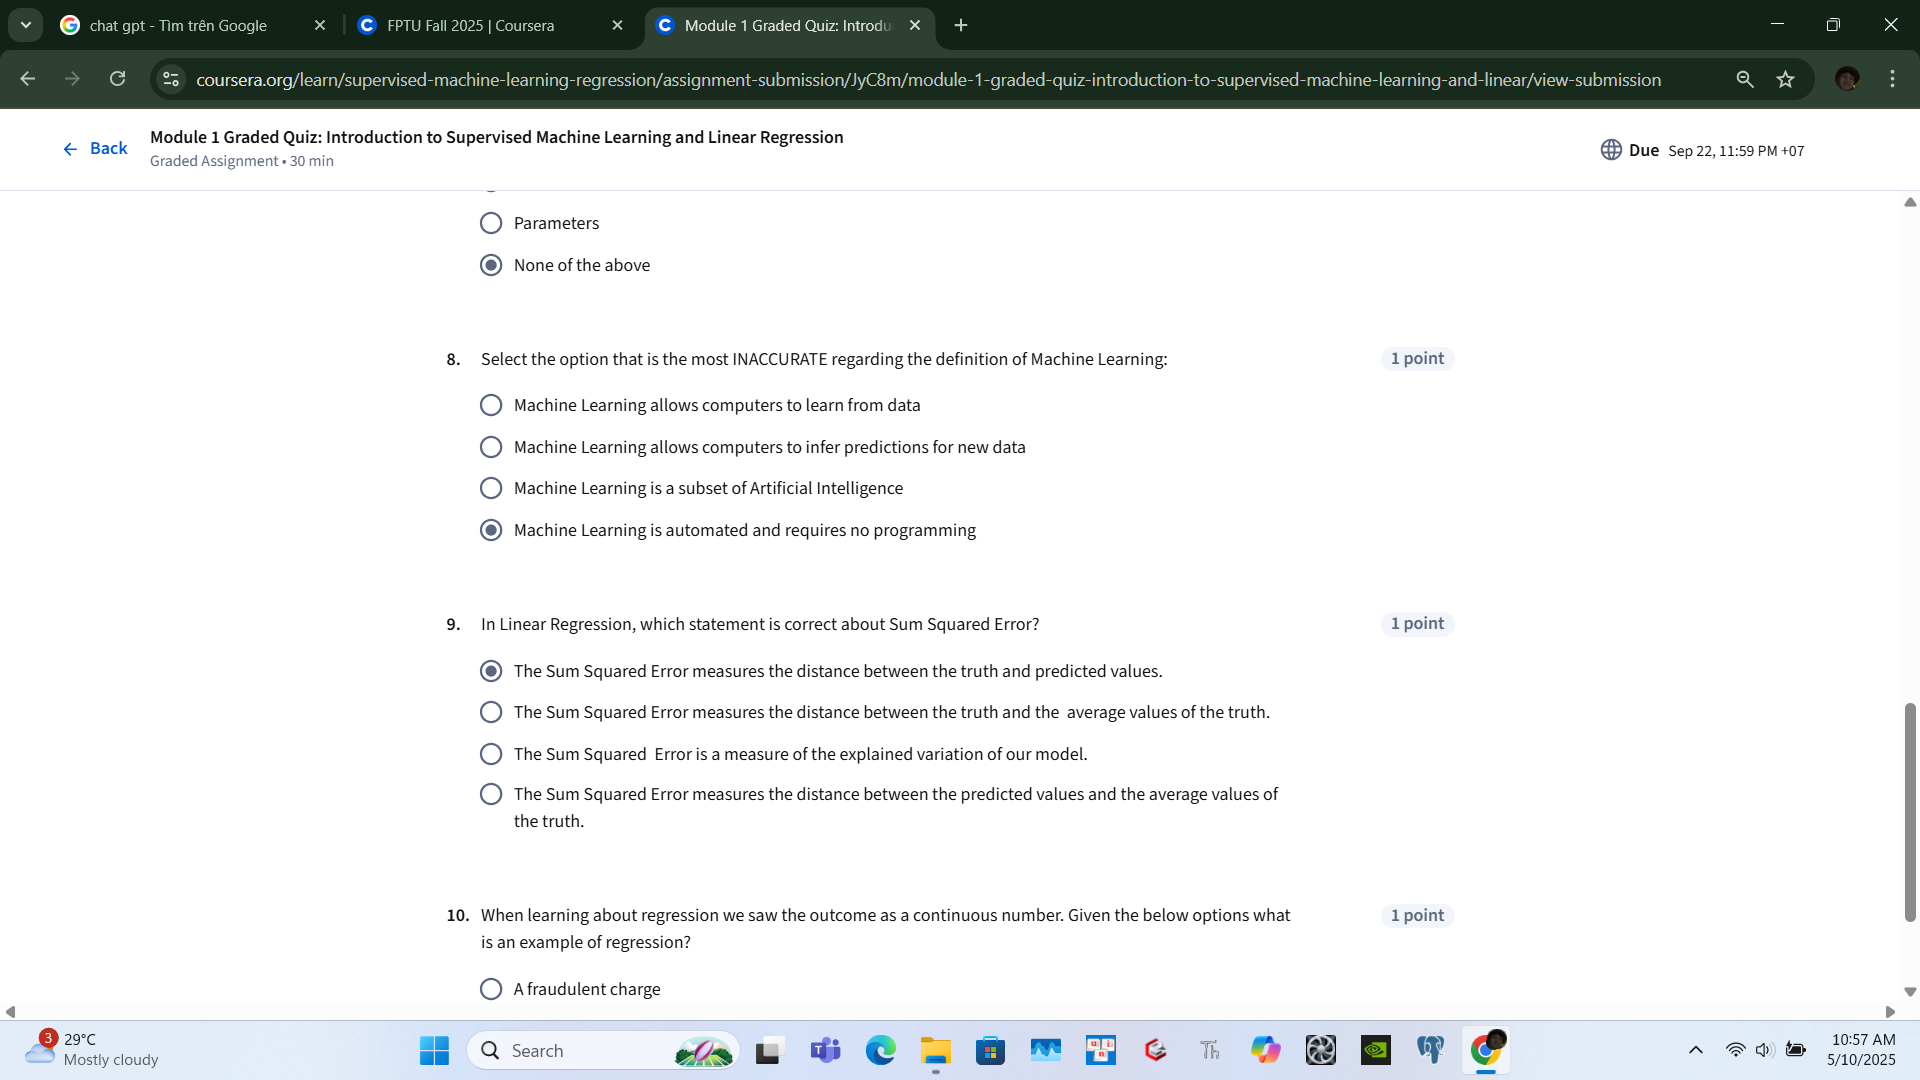 chat gpt - Tìm trên Google
FPTU Fall 2025 | Coursera
Module 1 Graded Quiz: Introdu
coursera.org/learn/supervised-machine-learning-regression/assignment-submission/JyC8m/module-1-graded-quiz-introduction-to-supervised-machine-learning-and-linear/view-submission
Back
Module 1 Graded Quiz: Introduction to Supervised Machine Learning and Linear Regression
Graded Assignment • 30 min
Due Sep 22, 11:59 PM +07
Parameters
None of the above
8. Select the option that is the most INACCURATE regarding the definition of Machine Learning: 1 point
Machine Learning allows computers to learn from data
Machine Learning allows computers to infer predictions for new data
Machine Learning is a subset of Artificial Intelligence
Machine Learning is automated and requires no programming
9. In Linear Regression, which statement is correct about Sum Squared Error? 1 point
The Sum Squared Error measures the distance between the truth and predicted values.
The Sum Squared Error measures the distance between the truth and the average values of the truth.
The Sum Squared Error is a measure of the explained variation of our model.
The Sum Squared Error measures the distance between the predicted values and the average values of
the truth.
10. When learning about regression we saw the outcome as a continuous number. Given the below options what 1 point
is an example of regression?
A fraudulent charge
3
29°C
Mostly cloudy
Search
Th
10:57 AM
5/10/2025